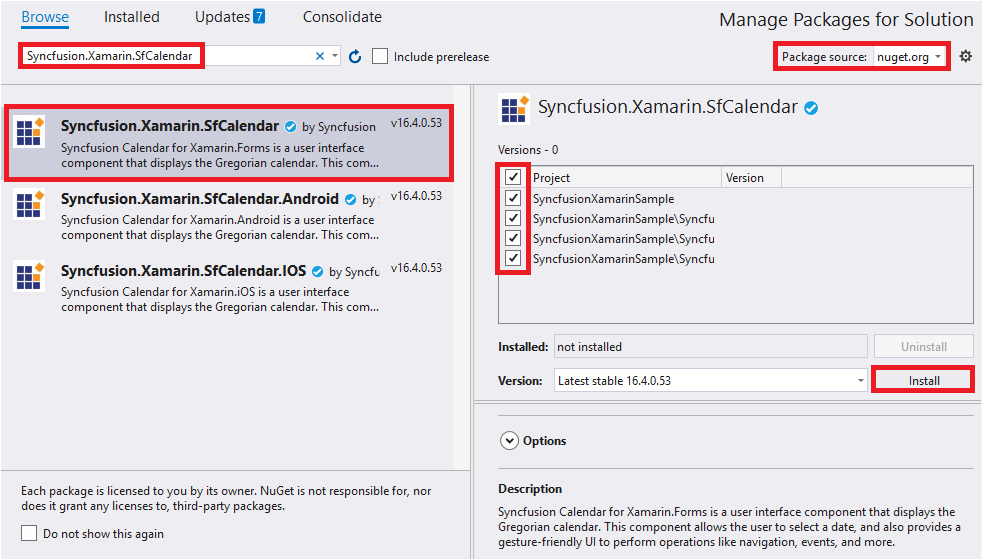 Browse Installed Updates 7 Consolidate
Manage Packages for Solution
Syncfusion.Xamarin.SfCalendar
Include prerelease
Package source: nuget.org
Syncfusion.Xamarin.SfCalendar by Syncfusion v16.4.0.53
Syncfusion Calendar for Xamarin.Forms is a user interface
component that displays the Gregorian calendar. This com...
Syncfusion.Xamarin.SfCalendar.Android by S v16.4.0.53
Syncfusion Calendar for Xamarin.Android is a user interface
component that displays the Gregorian calendar. This com...
Syncfusion.Xamarin.SfCalendar.IOS by Syncfu v16.4.0.53
Syncfusion Calendar for Xamarin.iOS is a user interface
component that displays the Gregorian calendar. This com...
Each package is licensed to you by its owner. NuGet is not responsible for, nor
does it grant any licenses to, third-party packages.
Do not show this again
Syncfusion.Xamarin.SfCalendar
Versions - 0
Project Version
SyncfusionXamarinSample
SyncfusionXamarinSample\Syncfu
SyncfusionXamarinSample\Syncfu
SyncfusionXamarinSample\Syncfu
Installed: not installed Uninstall
Version: Latest stable 16.4.0.53 Install
Options
Description
Syncfusion Calendar for Xamarin.Forms is a user interface component that displays the
Gregorian calendar. This component allows the user to select a date, and also provides a
gesture-friendly UI to perform operations like navigation, events, and more.